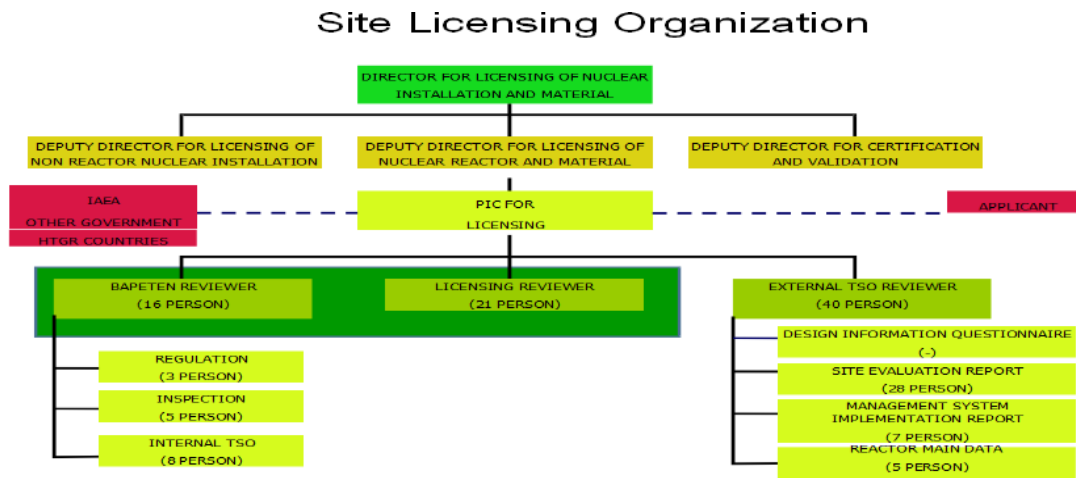 Site Licensing Organization
DIRECTOR FOR LICENSING OF NUCLEAR
INSTALLATION AND MATERIAL
DEPUTY DIRECTOR FOR LICENSING OF
NON REACTOR NUCLEAR INSTALLATION
DEPUTY DIRECTOR FOR LICENSING OF
NUCLEAR REACTOR AND MATERIAL
DEPUTY DIRECTOR FOR CERTIFICATION
AND VALIDATION
IAEA
OTHER GOVERNMENT
HTGR COUNTRIES
PIC FOR
LICENSING
APPLICANT
BAPETEN REVIEWER
(16 PERSON)
LICENSING REVIEWER
(21 PERSON)
EXTERNAL TSO REVIEWER
(40 PERSON)
REGULATION
(3 PERSON)
INSPECTION
(5 PERSON)
INTERNAL TSO
(8 PERSON)
DESIGN INFORMATION QUESTIONNAIRE
(-)
SITE EVALUATION REPORT
(28 PERSON)
MANAGEMENT SYSTEM
IMPLEMENTATION REPORT
(7 PERSON)
REACTOR MAIN DATA
(5 PERSON)